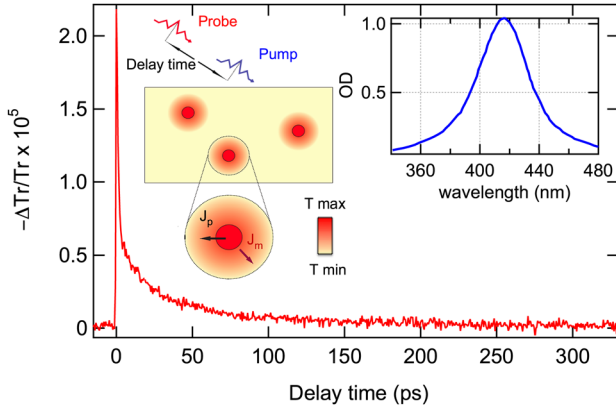 Probe
Delay time
Pump
J_p
J_m
T max
T min
−ΔTr/Tr x 10^5
2.0
1.5
1.0
0.5
0
0
50
100
150
200
250
300
Delay time (ps)
OD
1.0
0.5
360
400
440
480
wavelength (nm)